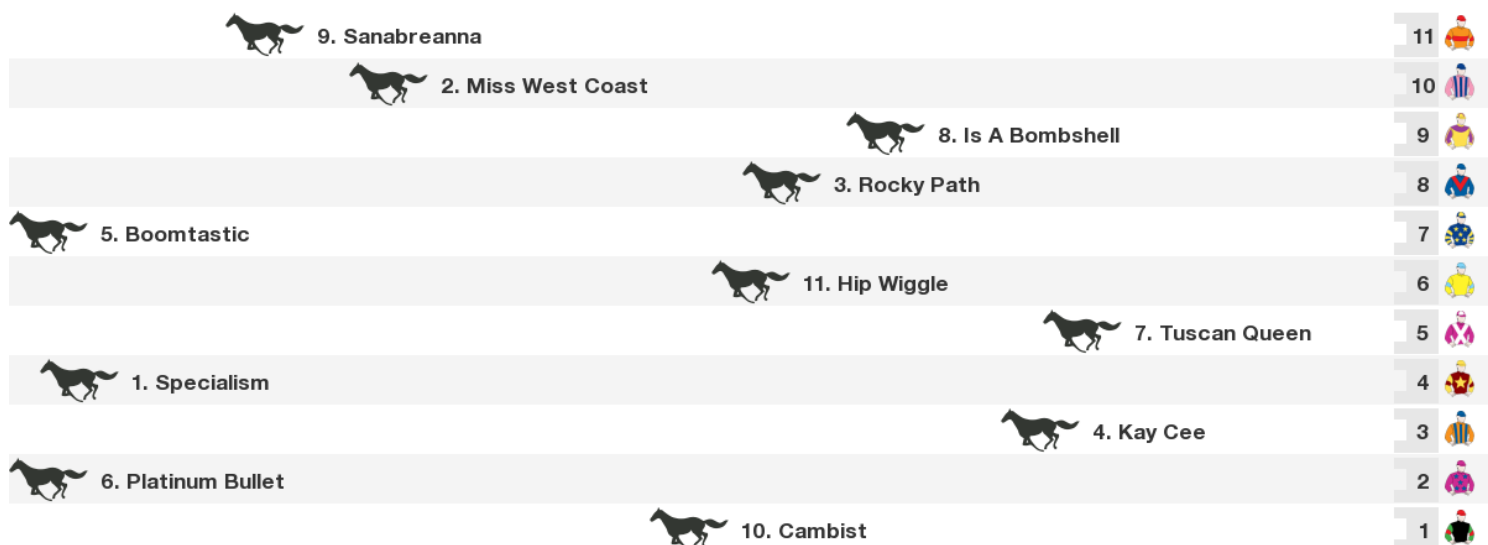 9. Sanabreanna 11
2. Miss West Coast 10
8. Is A Bombshell 9
3. Rocky Path 8
5. Boomtastic 7
11. Hip Wiggle 6
7. Tuscan Queen 5
1. Specialism 4
4. Kay Cee 3
6. Platinum Bullet 2
10. Cambist 1